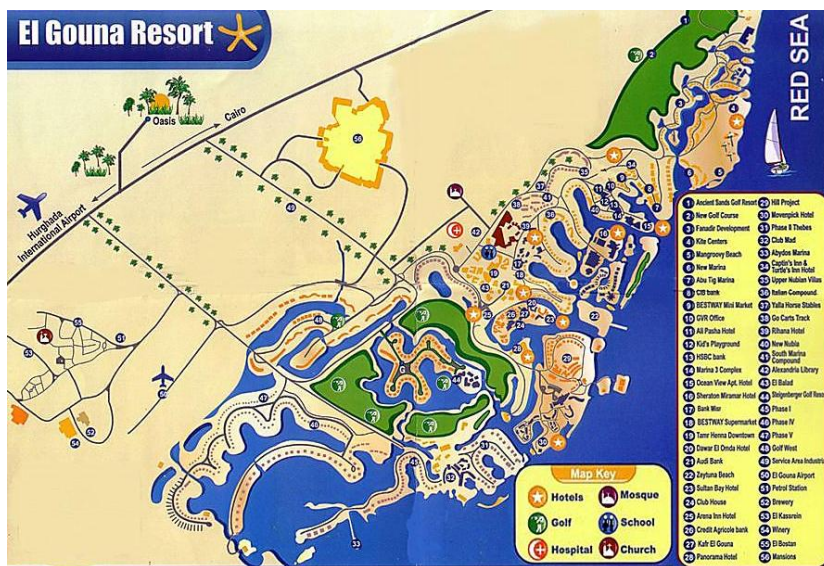 El Gouna Resort
RED SEA
Oasis
Cairo
Hurghada
International Airport
Map Key
Hotels
Mosque
Golf
School
Hospital
Church
1 Ancient Sands Golf Resort
2 New Golf Course
3 Fanadir Development
4 Kite Centers
5 Mangroovy Beach
6 New Marina
7 Abu Tig Marina
8 CIB bank
9 BESTWAY Mini Market
10 GVR Office
11 Ali Pasha Hotel
12 Kid's Playground
13 HSBC bank
14 Marina 3 Complex
15 Ocean View Apt. Hotel
16 Sheraton Miramar Hotel
17 Bank Misr
18 BESTWAY Supermarket
19 Tamr Henna Downtown
20 Dawar El Omda Hotel
21 Audi Bank
22 Zeytuna Beach
23 Sultan Bay Hotel
24 Club House
25 Arena Inn Hotel
26 Credit Agricole bank
27 Kafr El Gouna
28 Panorama Hotel
29 Hill Project
30 Movenpick Hotel
31 Phase II Thebes
32 Club Mad
33 Abydos Marina
34 Captin's Inn &
Turtle's Inn Hotel
35 Upper Nubian Villas
36 Italian Compound
37 Yalla Horse Stables
38 Go Carts Track
39 Rihana Hotel
40 New Nubia
41 South Marina
Compound
42 Alexandria Library
43 El Balad
44 Steigenberger Golf Resort
45 Phase I
46 Phase IV
47 Phase V
48 Golf West
49 Service Area Industrial
50 El Gouna Airport
51 Petrol Station
52 Brewery
53 El Kassrein
54 Winery
55 El Bostan
56 Mansions